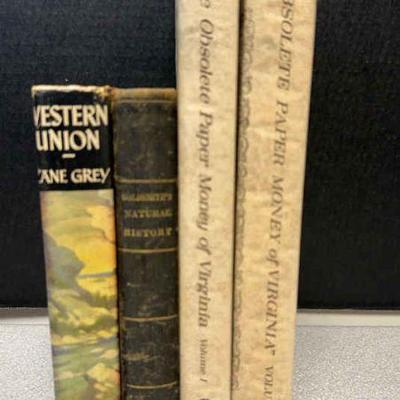 WESTERN
UNION
ZANE GREY
GOLDSMITH'S
NATURAL
HISTORY
Obsolete Paper Money of Virginia Volume I
OBSOLETE PAPER MONEY of VIRGINIA"